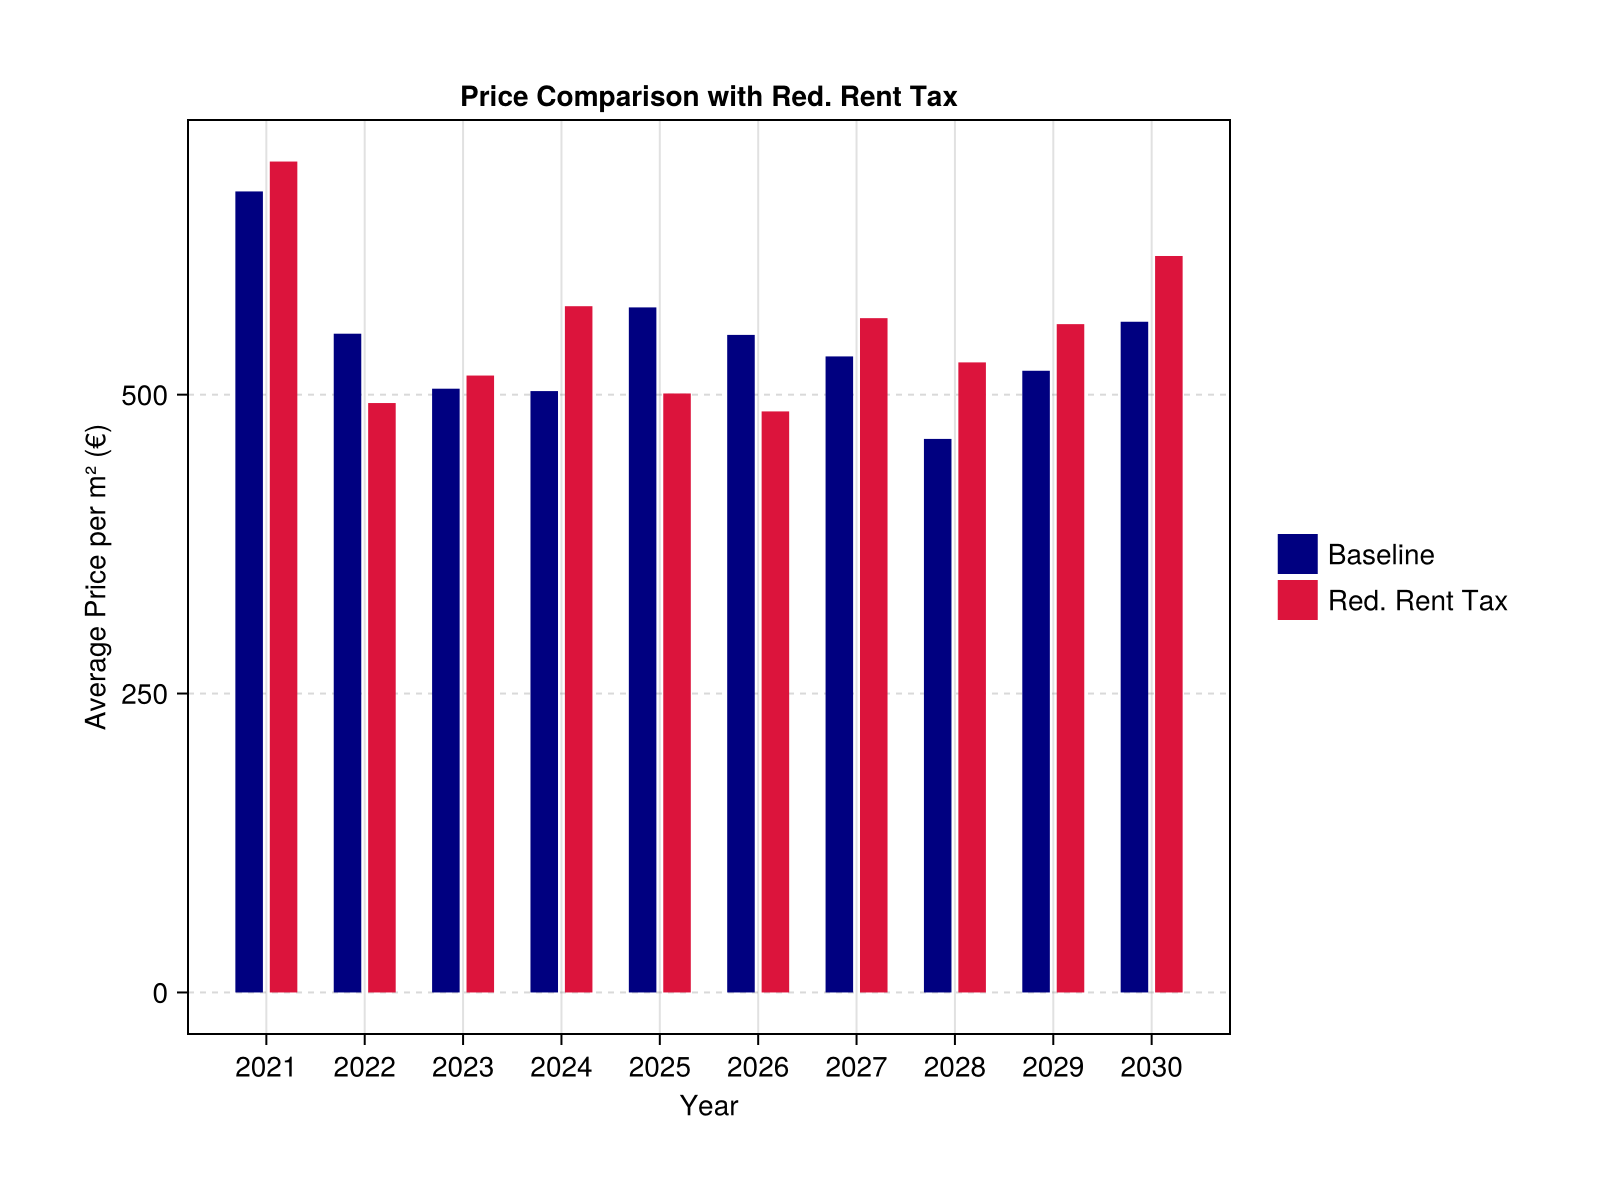 Price Comparison with Red. Rent Tax
Average Price per m² (€)
500
250
0
2021 2022 2023 2024 2025 2026 2027 2028 2029 2030
Year
Baseline
Red. Rent Tax